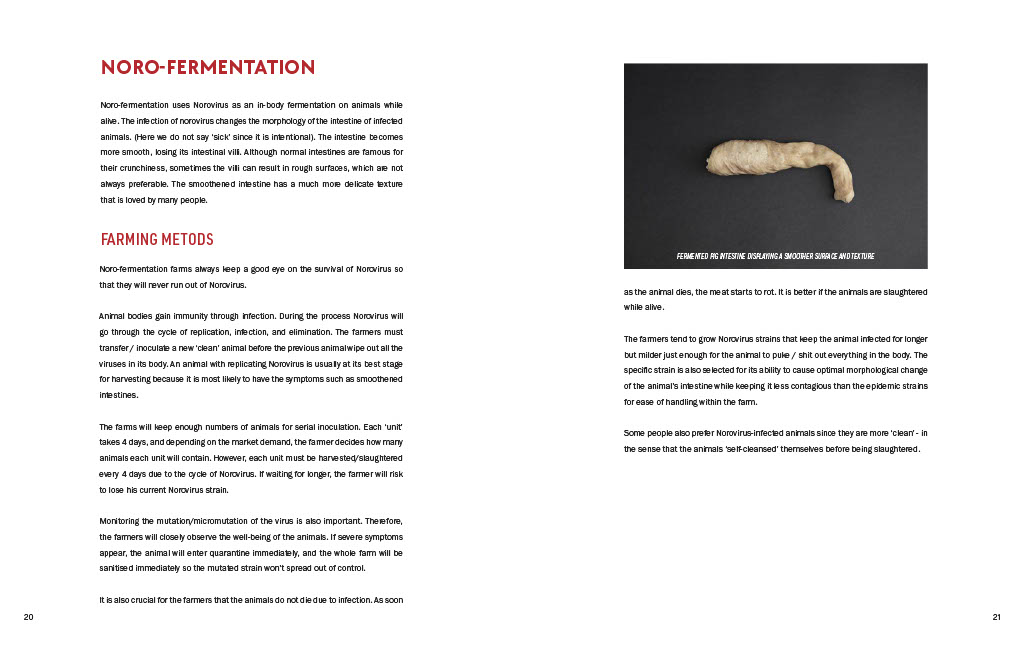 NORO-FERMENTATION
Noro-fermentation uses Norovirus as an in-body fermentation on animals while
alive. The infection of norovirus changes the morphology of the intestine of infected
animals. (Here we do not say ‘sick’ since it is intentional). The intestine becomes
more smooth, losing its intestinal villi. Although normal intestines are famous for
their crunchiness, sometimes the villi can result in rough surfaces, which are not
always preferable. The smoothened intestine has a much more delicate texture
that is loved by many people.
FARMING METODS
Noro-fermentation farms always keep a good eye on the survival of Norovirus so
that they will never run out of Norovirus.
Animal bodies gain immunity through infection. During the process Norovirus will
go through the cycle of replication, infection, and elimination. The farmers must
transfer / inoculate a new ‘clean’ animal before the previous animal wipe out all the
viruses in its body. An animal with replicating Norovirus is usually at its best stage
for harvesting because it is most likely to have the symptoms such as smoothened
intestines.
The farms will keep enough numbers of animals for serial inoculation. Each ‘unit’
takes 4 days, and depending on the market demand, the farmer decides how many
animals each unit will contain. However, each unit must be harvested/slaughtered
every 4 days due to the cycle of Norovirus. If waiting for longer, the farmer will risk
to lose his current Norovirus strain.
Monitoring the mutation/micromutation of the virus is also important. Therefore,
the farmers will closely observe the well-being of the animals. If severe symptoms
appear, the animal will enter quarantine immediately, and the whole farm will be
sanitised immediately so the mutated strain won’t spread out of control.
It is also crucial for the farmers that the animals do not die due to infection. As soon
20
FERMENTED PIG INTESTINE DISPLAYING A SMOOTHER SURFACE AND TEXTURE
as the animal dies, the meat starts to rot. It is better if the animals are slaughtered
while alive.
The farmers tend to grow Norovirus strains that keep the animal infected for longer
but milder just enough for the animal to puke / shit out everything in the body. The
specific strain is also selected for its ability to cause optimal morphological change
of the animal’s intestine while keeping it less contagious than the epidemic strains
for ease of handling within the farm.
Some people also prefer Norovirus-infected animals since they are more ‘clean’ - in
the sense that the animals ‘self-cleansed’ themselves before being slaughtered.
21